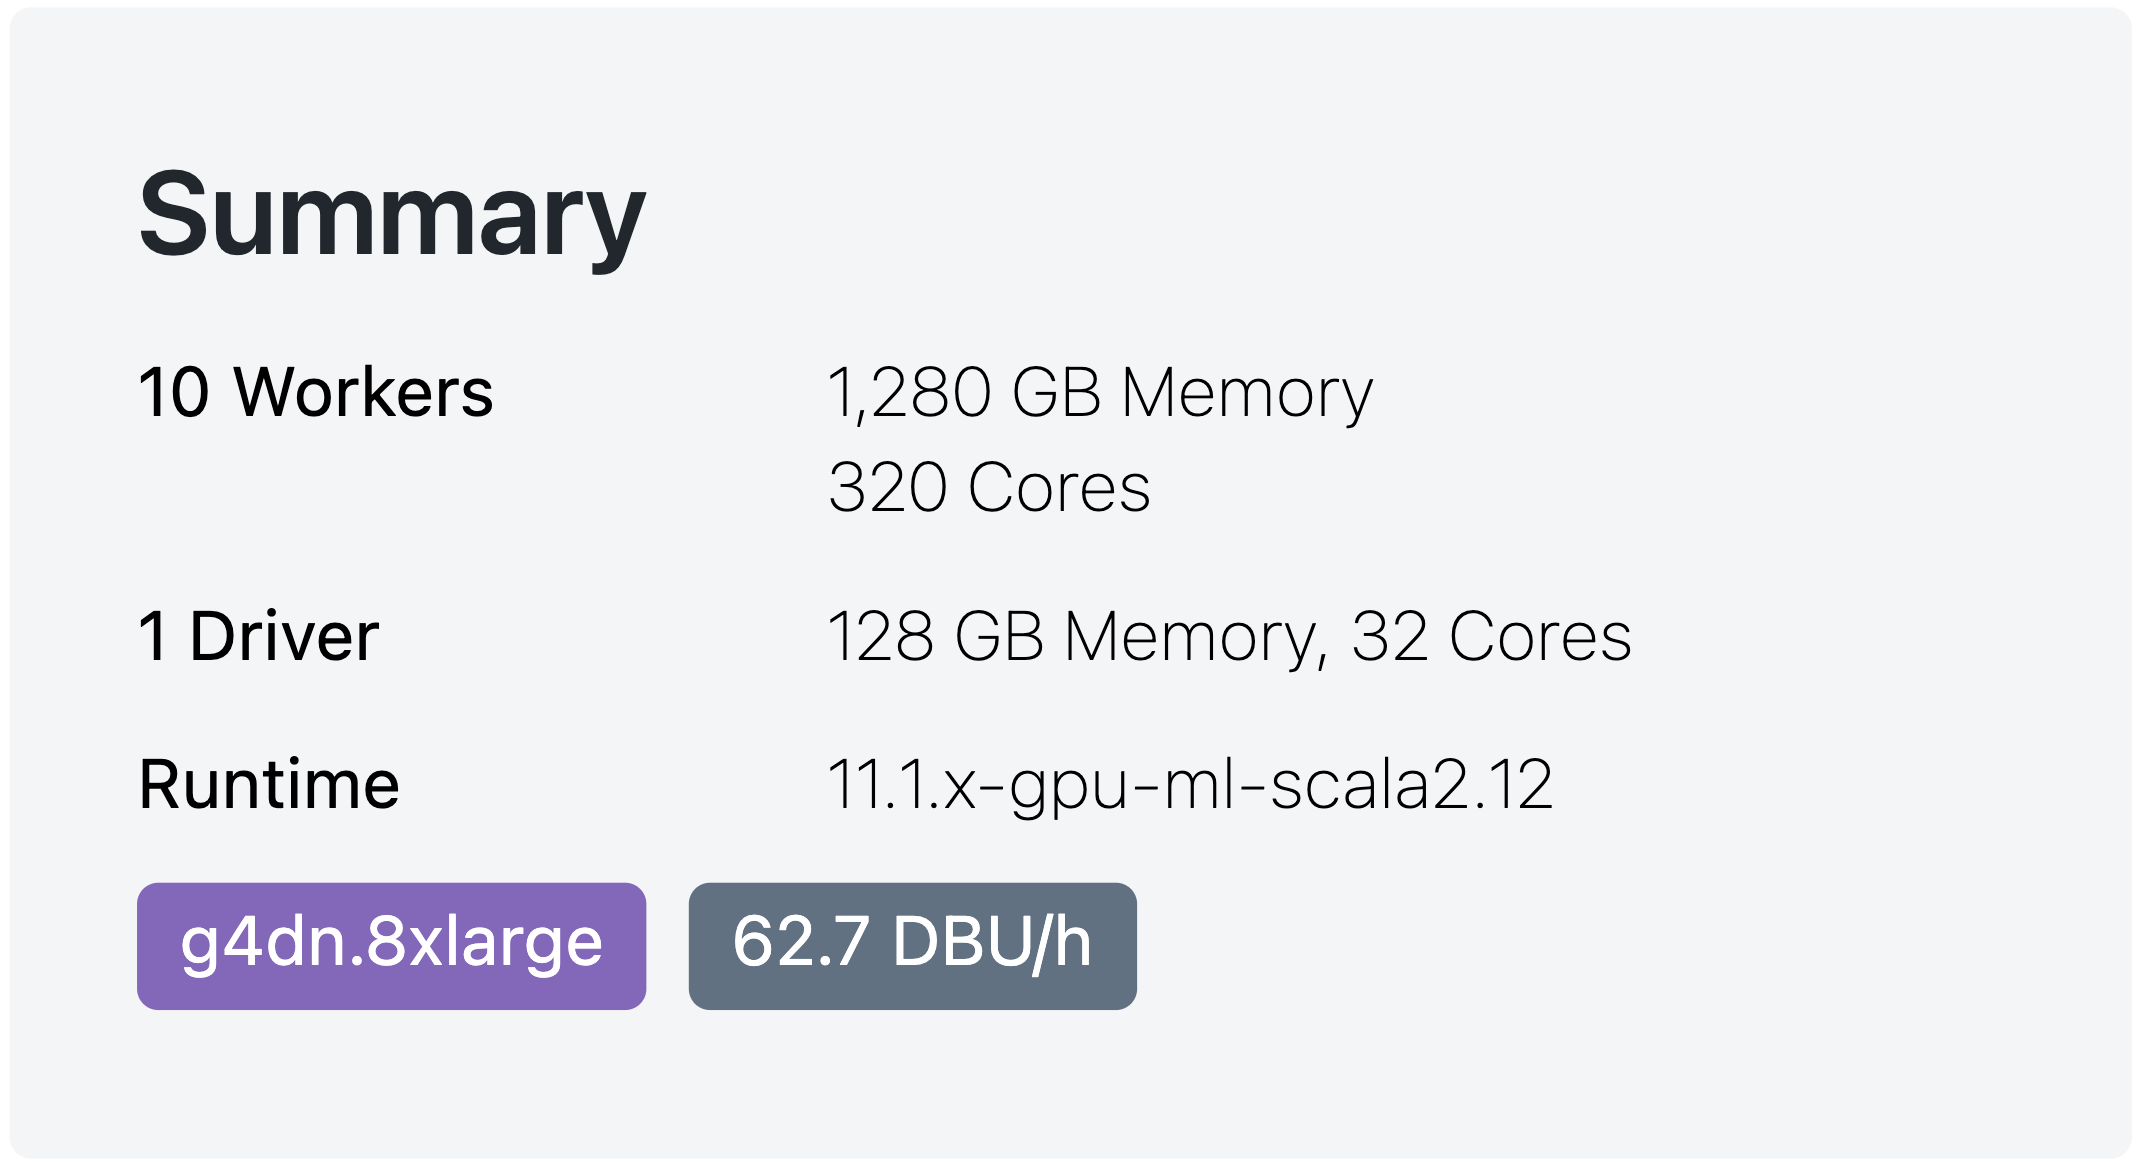 Summary
10 Workers 1,280 GB Memory
320 Cores
1 Driver 128 GB Memory, 32 Cores
Runtime 11.1.x-gpu-ml-scala2.12
g4dn.8xlarge 62.7 DBU/h